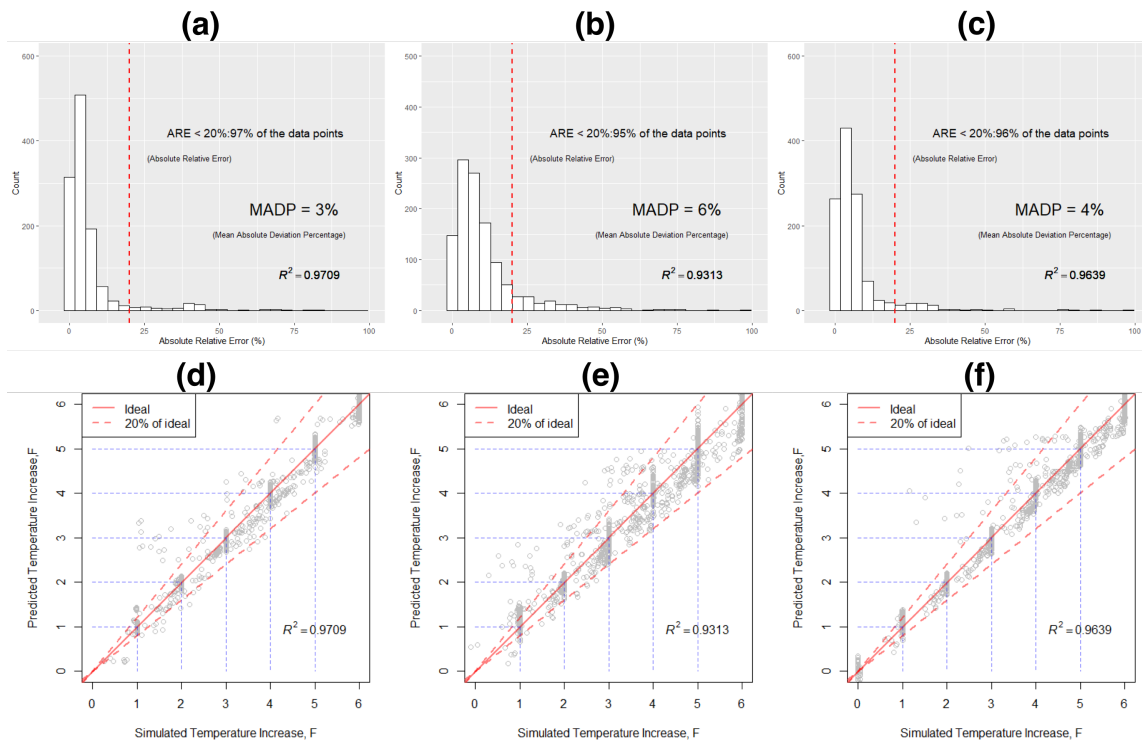 (a)
600
400
200
0
Count
ARE < 20%:97% of the data points
(Absolute Relative Error)
MADP = 3%
(Mean Absolute Deviation Percentage)
R² = 0.9709
0 25 50 75 100
Absolute Relative Error (%)
(b)
500
400
300
200
100
0
Count
ARE < 20%:95% of the data points
(Absolute Relative Error)
MADP = 6%
(Mean Absolute Deviation Percentage)
R² = 0.9313
0 25 50 75 100
Absolute Relative Error (%)
(c)
600
400
200
0
Count
ARE < 20%:96% of the data points
(Absolute Relative Error)
MADP = 4%
(Mean Absolute Deviation Percentage)
R² = 0.9639
0 25 50 75 100
Absolute Relative Error (%)
(d)
Ideal
20% of ideal
Predicted Temperature Increase,F
6
5
4
3
2
1
0
R² = 0.9709
0 1 2 3 4 5 6
Simulated Temperature Increase, F
(e)
Ideal
20% of ideal
Predicted Temperature Increase,F
6
5
4
3
2
1
0
R² = 0.9313
0 1 2 3 4 5 6
Simulated Temperature Increase, F
(f)
Ideal
20% of ideal
Predicted Temperature Increase,F
6
5
4
3
2
1
0
R² = 0.9639
0 1 2 3 4 5 6
Simulated Temperature Increase, F